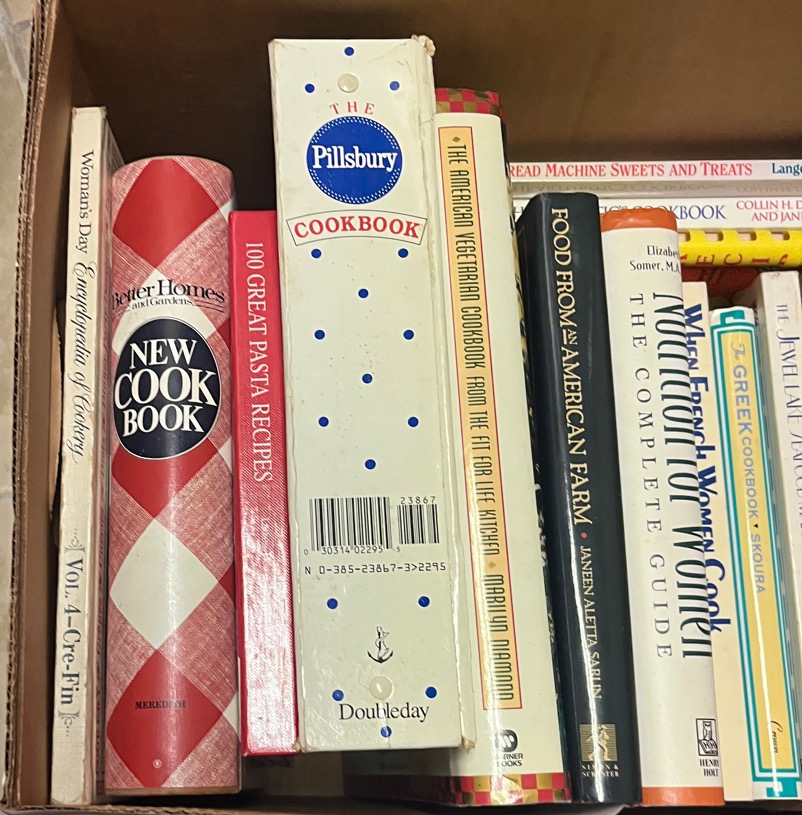 Woman's Day Encyclopedia of Cookery
VOL. 4–Cre-Fin
Better Homes
and Gardens
NEW
COOK
BOOK
MEREDITH
100 GREAT PASTA RECIPES
THE
Pillsbury
COOKBOOK
23867
0 30314 02295 3
N 0-385-23867-3>2295
Doubleday
THE AMERICAN VEGETARIAN COOKBOOK FROM THE FIT FOR LIFE KITCHEN • MARILYN DIAMOND
WARNER
BOOKS
READ MACHINE SWEETS AND TREATS Lange
COOKBOOK
COLLIN H. D
AND JAN
FOOD FROM AN AMERICAN FARM • JANEEN ALETTA SARLIN
SIMON &
SCHUSTER
Elizabe
Somer, M.A
Nutrition for Women
THE COMPLETE GUIDE
HENRY
HOLT
When French Women Cook
The GREEK COOKBOOK • SKOURA
Crown
THE JEWEL LAKE